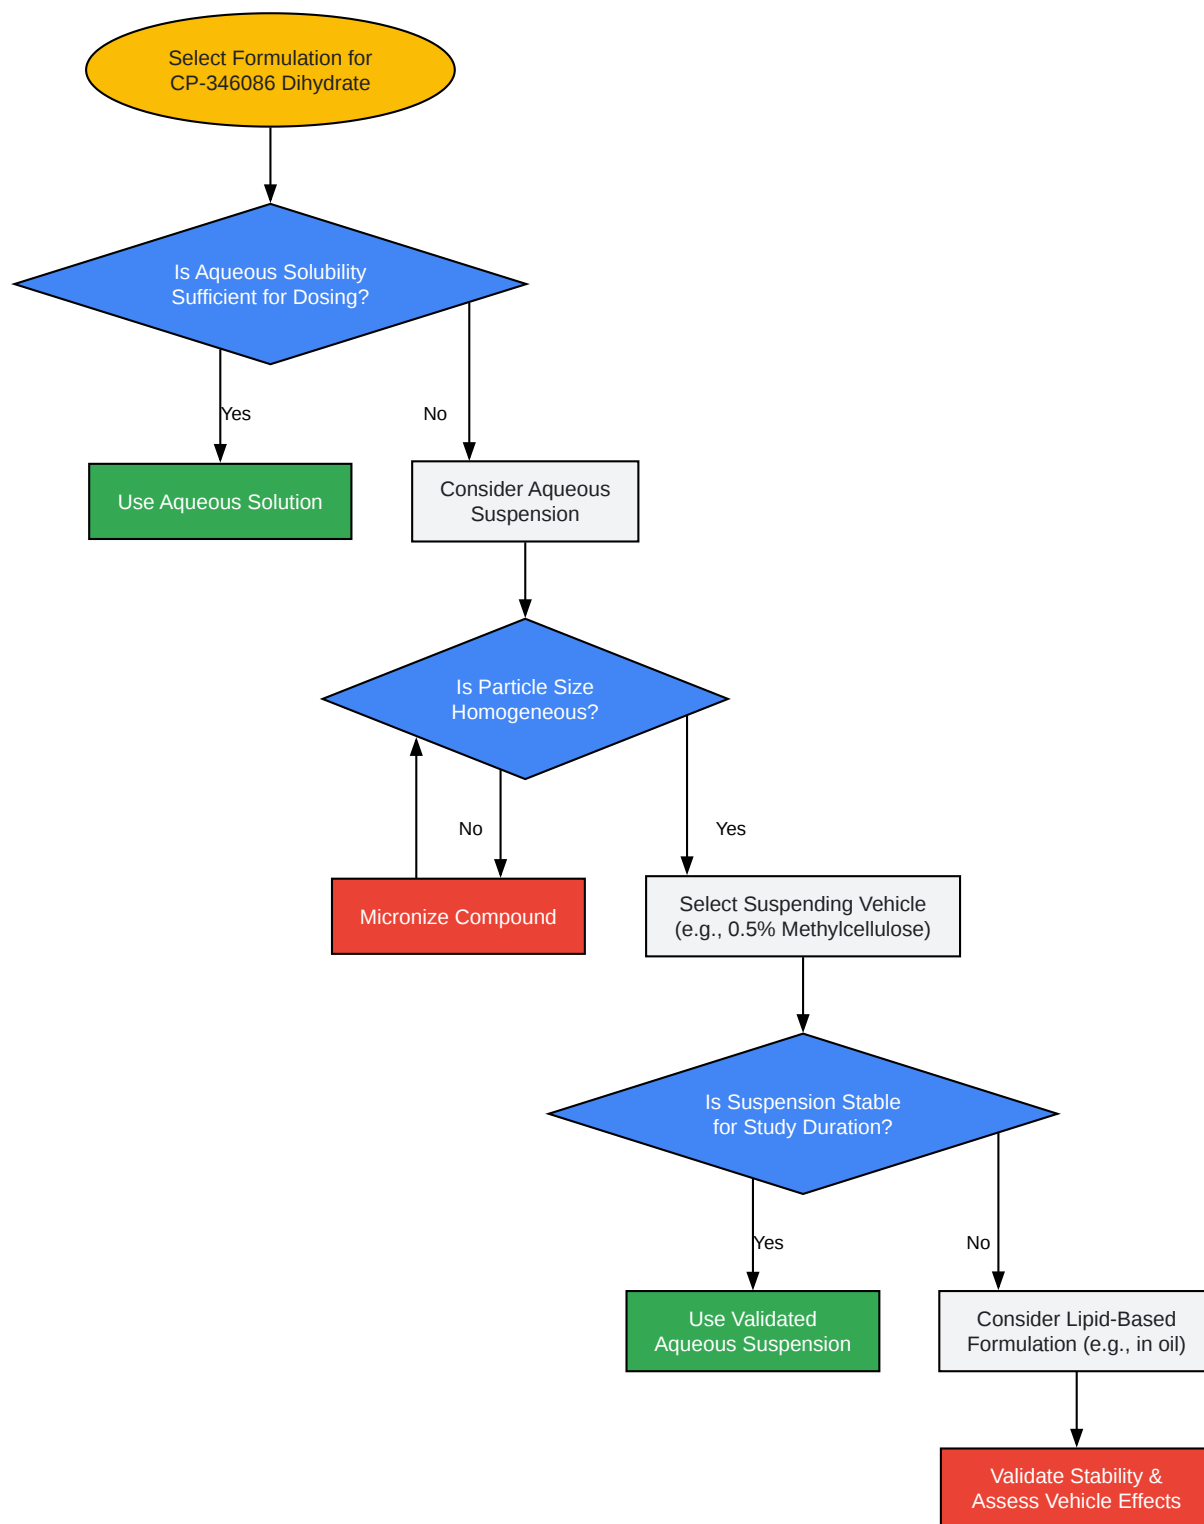 Select Formulation for
CP-346086 Dihydrate
Is Aqueous Solubility
Sufficient for Dosing?
Yes
No
Use Aqueous Solution
Consider Aqueous
Suspension
Is Particle Size
Homogeneous?
No
Yes
Micronize Compound
Select Suspending Vehicle
(e.g., 0.5% Methylcellulose)
Is Suspension Stable
for Study Duration?
Yes
No
Use Validated
Aqueous Suspension
Consider Lipid-Based
Formulation (e.g., in oil)
Validate Stability &
Assess Vehicle Effects